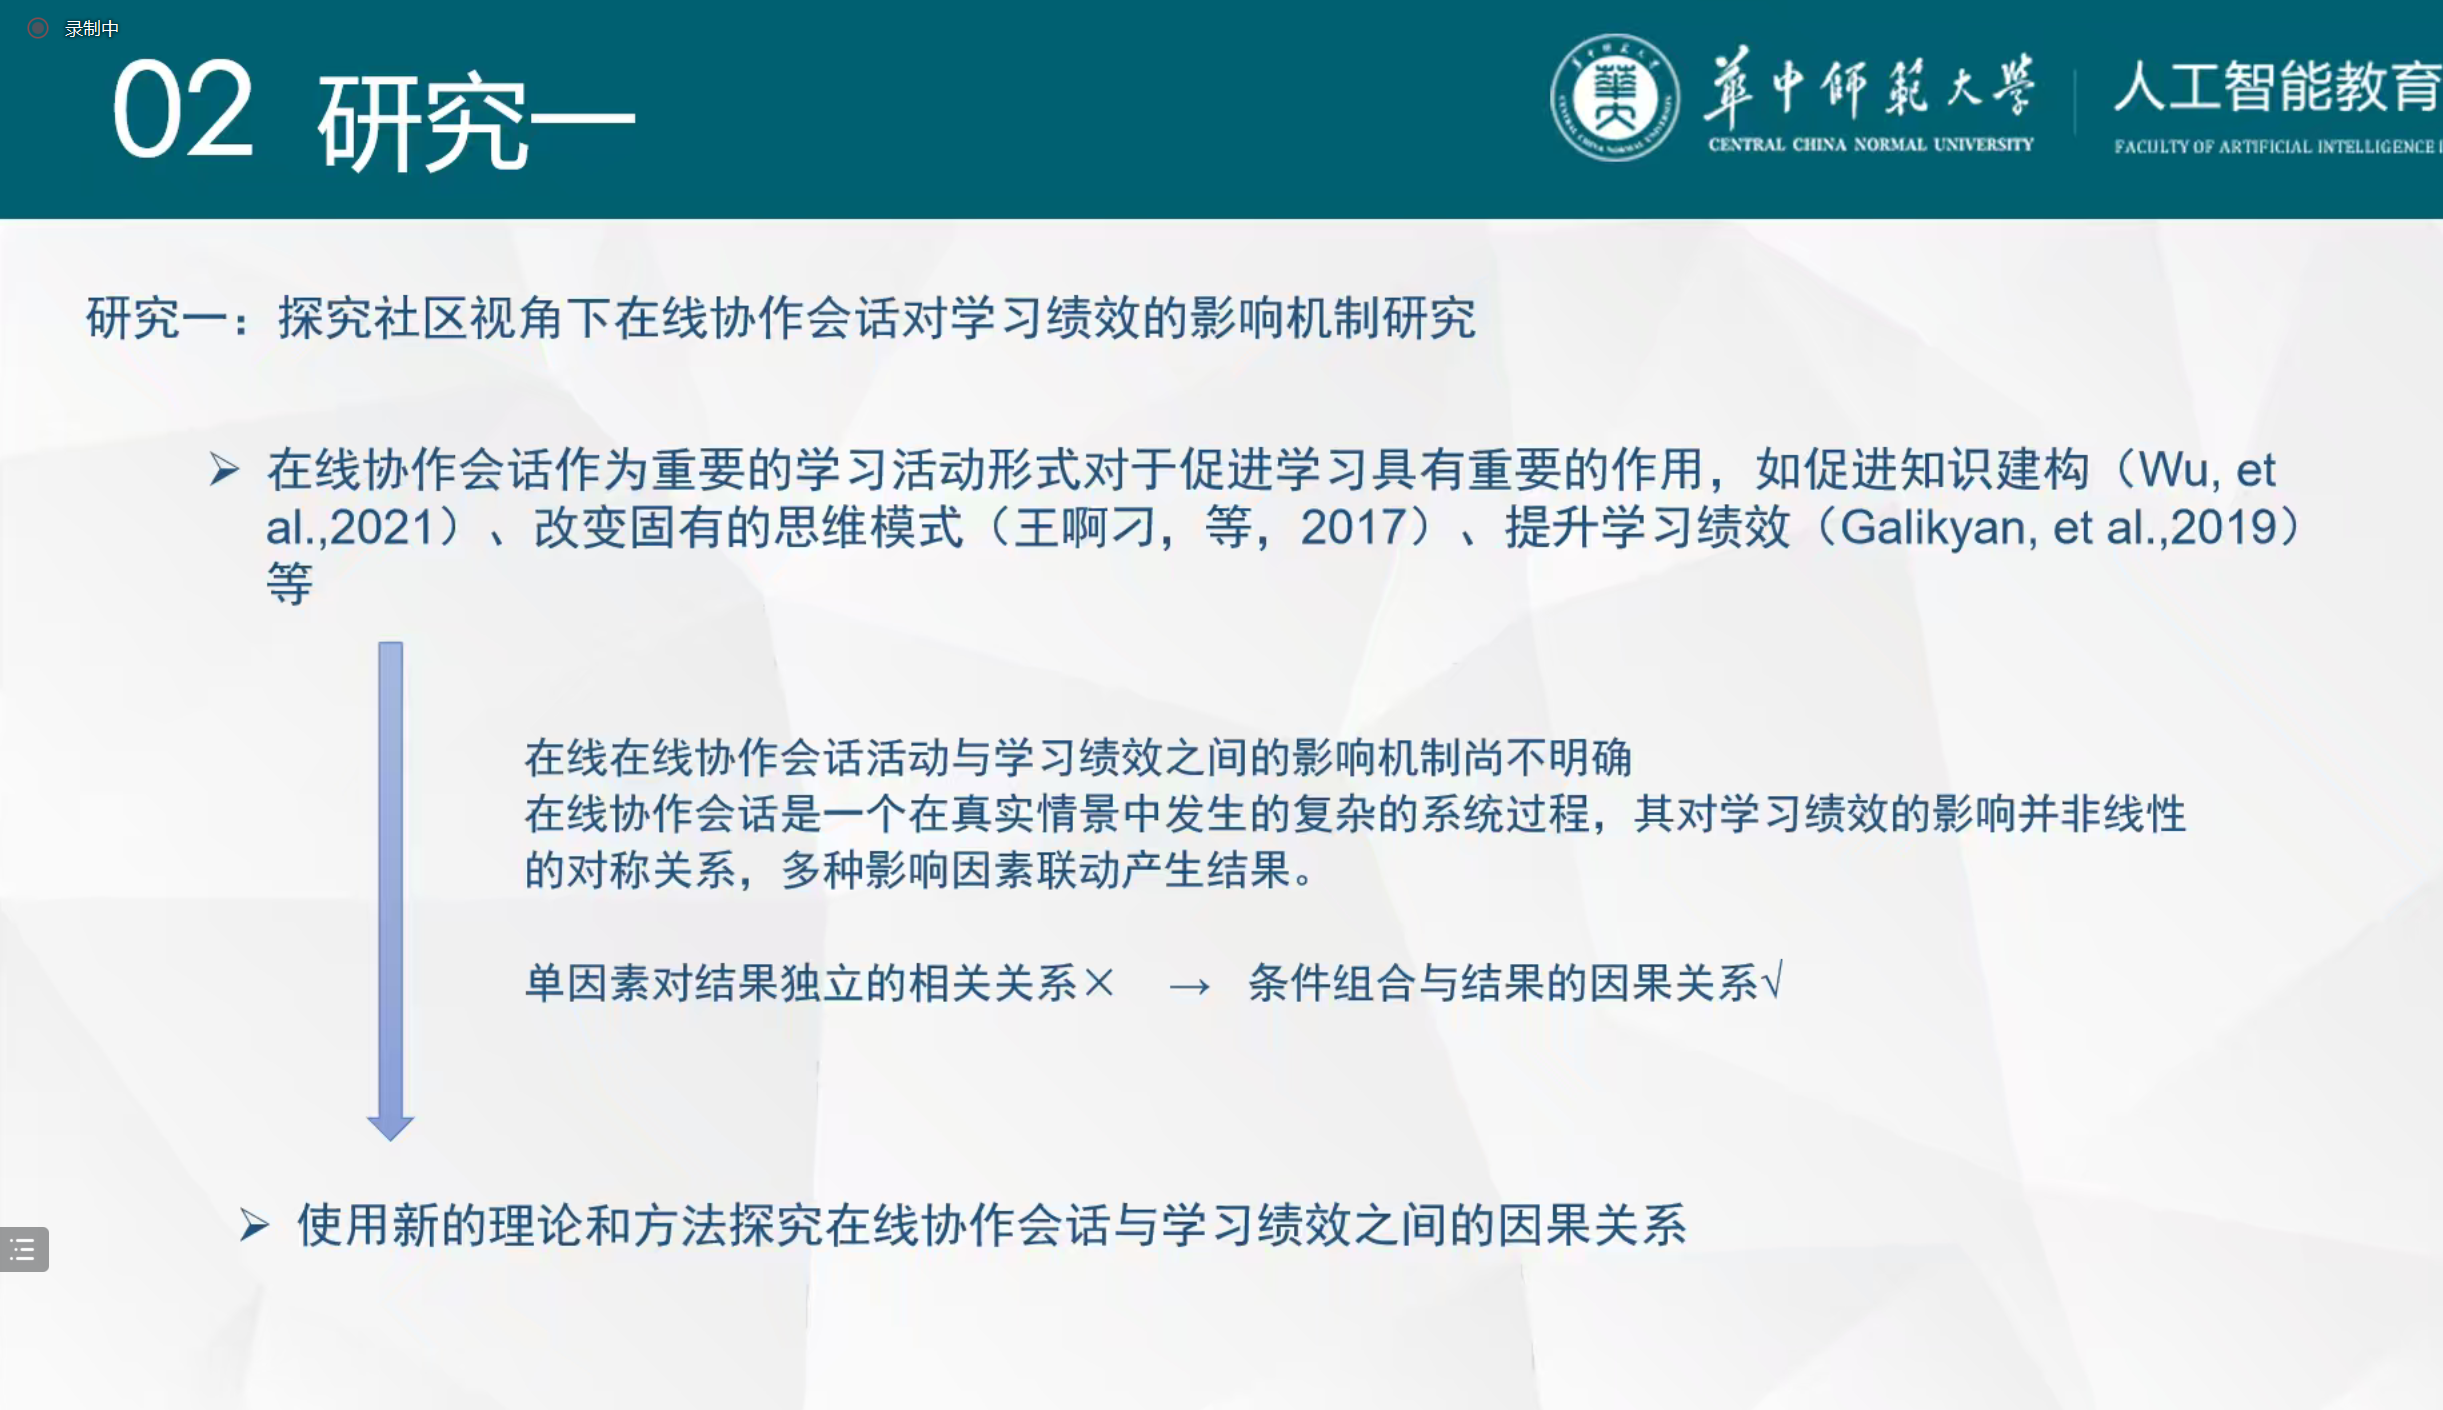 录制中
02 研究一
華中師範大學
CENTRAL CHINA NORMAL UNIVERSITY
人工智能教育
FACULTY OF ARTIFICIAL INTELLIGENCE
研究一：探究社区视角下在线协作会话对学习绩效的影响机制研究
➢ 在线协作会话作为重要的学习活动形式对于促进学习具有重要的作用，如促进知识建构（Wu, et
al.,2021）、改变固有的思维模式（王啊刁，等，2017）、提升学习绩效（Galikyan, et al.,2019）
等
在线在线协作会话活动与学习绩效之间的影响机制尚不明确
在线协作会话是一个在真实情景中发生的复杂的系统过程，其对学习绩效的影响并非线性
的对称关系，多种影响因素联动产生结果。
单因素对结果独立的相关关系× → 条件组合与结果的因果关系√
➢ 使用新的理论和方法探究在线协作会话与学习绩效之间的因果关系